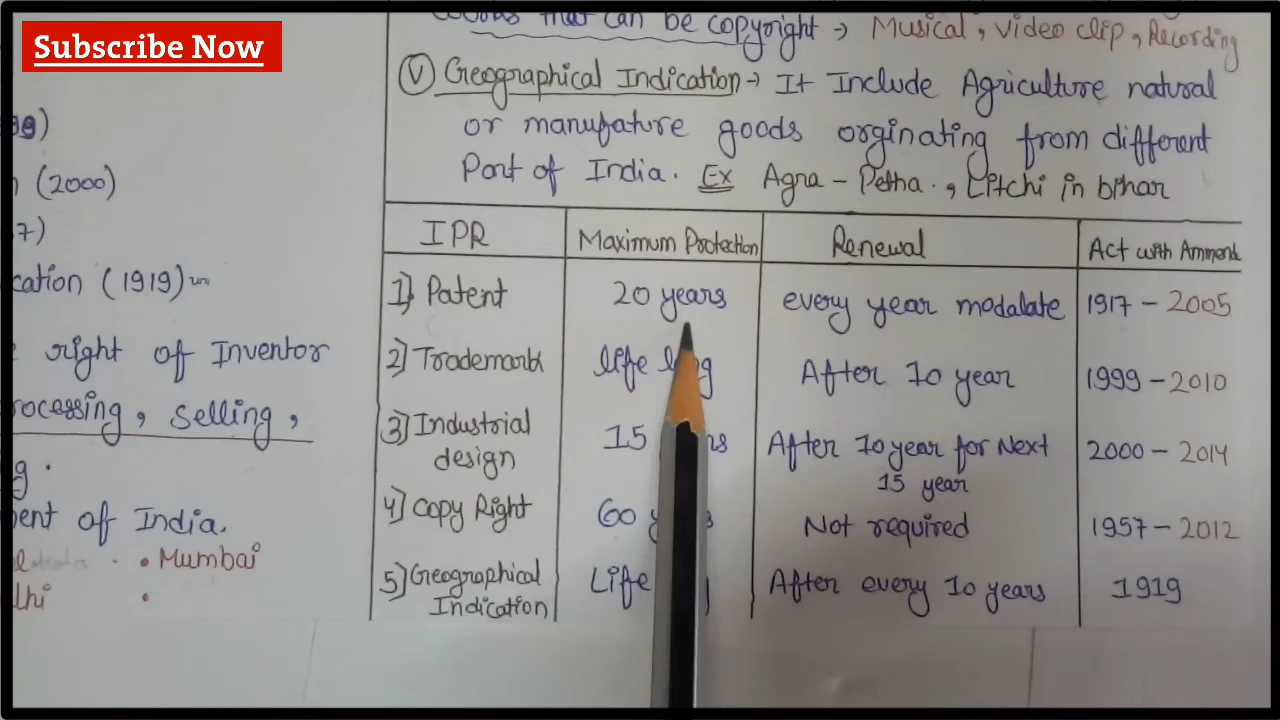 Subscribe Now
that can be copyright → Musical, video clip, Recording
(V) Geographical Indication → It Include Agriculture natural
or manufature goods orginating from different
Part of India. Ex Agra - Petha., Litchi in bihar
(2000)
7)
cation (1919)
right of Inventor
rocessing, selling,
g.
ent of India.
• Mumbai
lhi •
IPR Maximum Protection Renewal Act with Ammend
1) Patent 20 years every year modalate 1917 - 2005
2) Trademark life After 10 year 1999 - 2010
3) Industrial design 15 After 10 year for Next 15 year 2000 - 2014
4) Copy Right 60 Not required 1957 - 2012
5) Geographical Indication Life After every 10 years 1919